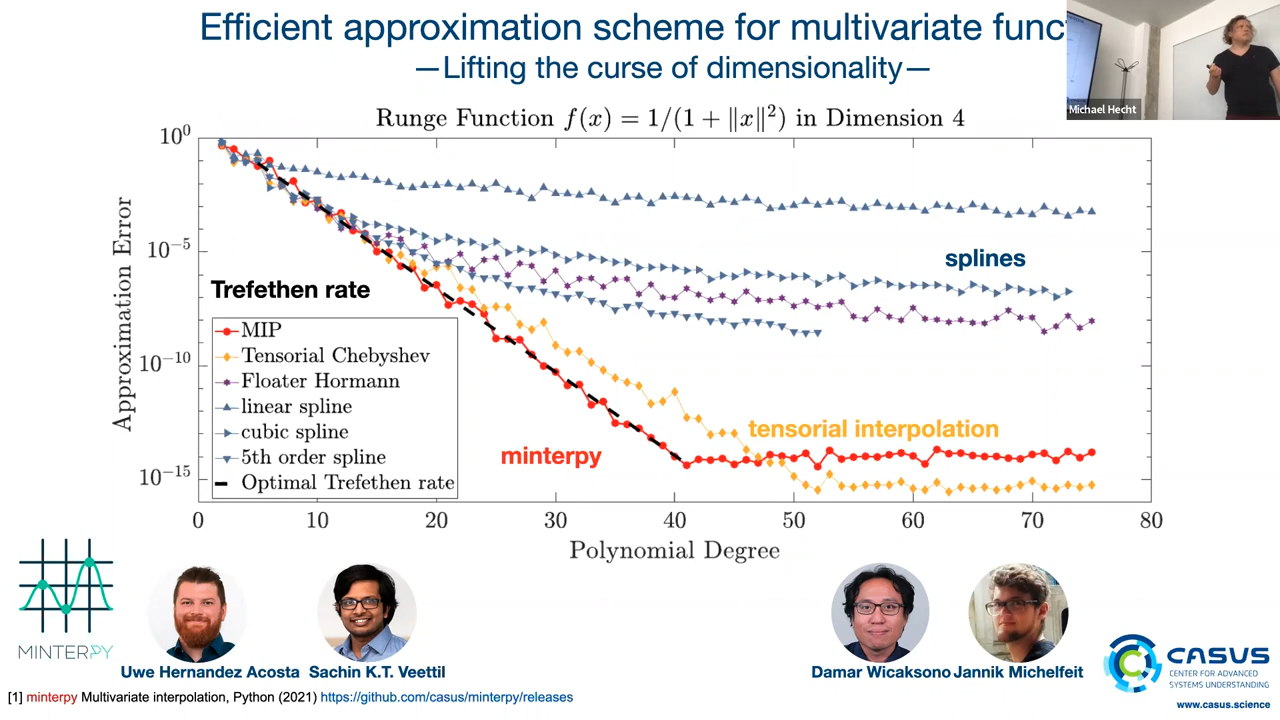 Efficient approximation scheme for multivariate func
—Lifting the curse of dimensionality—
Michael Hecht
Runge Function f(x) = 1/(1 + ||x||²) in Dimension 4
Approximation Error
10⁰
10⁻⁵
10⁻¹⁰
10⁻¹⁵
splines
Trefethen rate
MIP
Tensorial Chebyshev
Floater Hormann
linear spline
cubic spline
5th order spline
Optimal Trefethen rate
tensorial interpolation
minterpy
0 10 20 30 40 50 60 70 80
Polynomial Degree
MINTERPY
Uwe Hernandez Acosta Sachin K.T. Veettil
Damar Wicaksono Jannik Michelfeit
CASUS
CENTER FOR ADVANCED
SYSTEMS UNDERSTANDING
www.casus.science
[1] minterpy Multivariate interpolation, Python (2021) https://github.com/casus/minterpy/releases